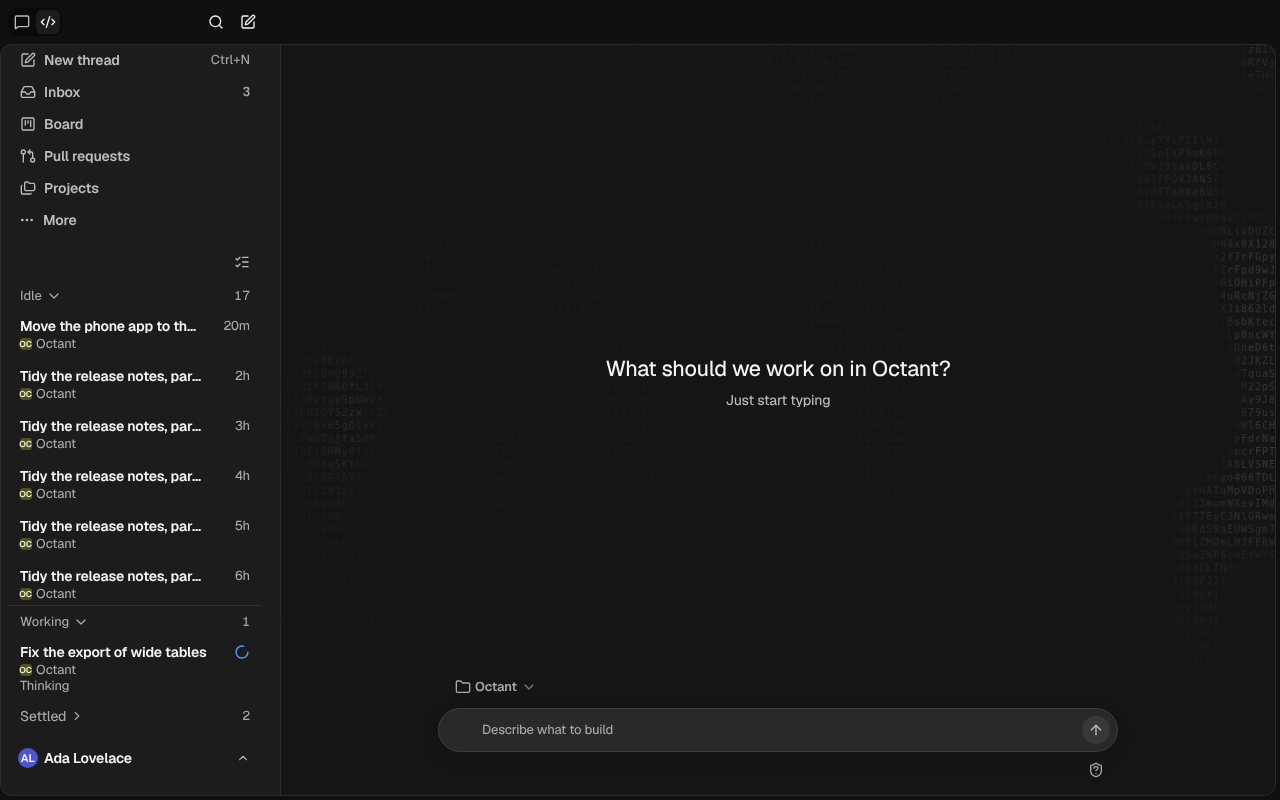 New thread Ctrl+N
Inbox 3
Board
Pull requests
Projects
More
Idle 17
Move the phone app to th... 20m
OC Octant
Tidy the release notes, par... 2h
OC Octant
Tidy the release notes, par... 3h
OC Octant
Tidy the release notes, par... 4h
OC Octant
Tidy the release notes, par... 5h
OC Octant
Tidy the release notes, par... 6h
OC Octant
Working 1
Fix the export of wide tables
OC Octant
Thinking
Settled 2
AL Ada Lovelace
What should we work on in Octant?
Just start typing
Octant
Describe what to build